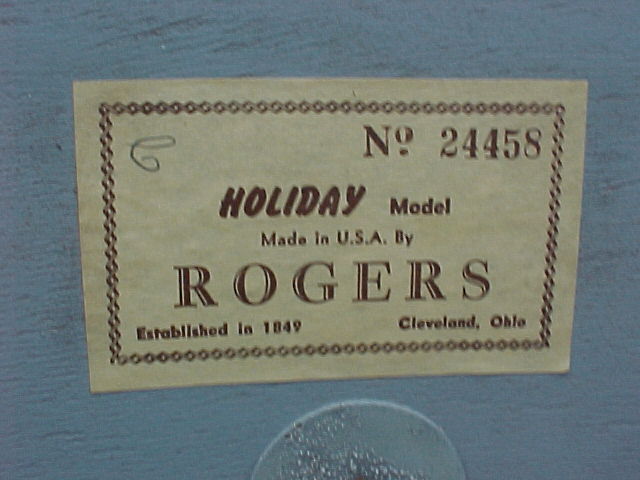 Nº 24458
HOLIDAY Model
Made in U.S.A. By
ROGERS
Established in 1849 Cleveland, Ohio